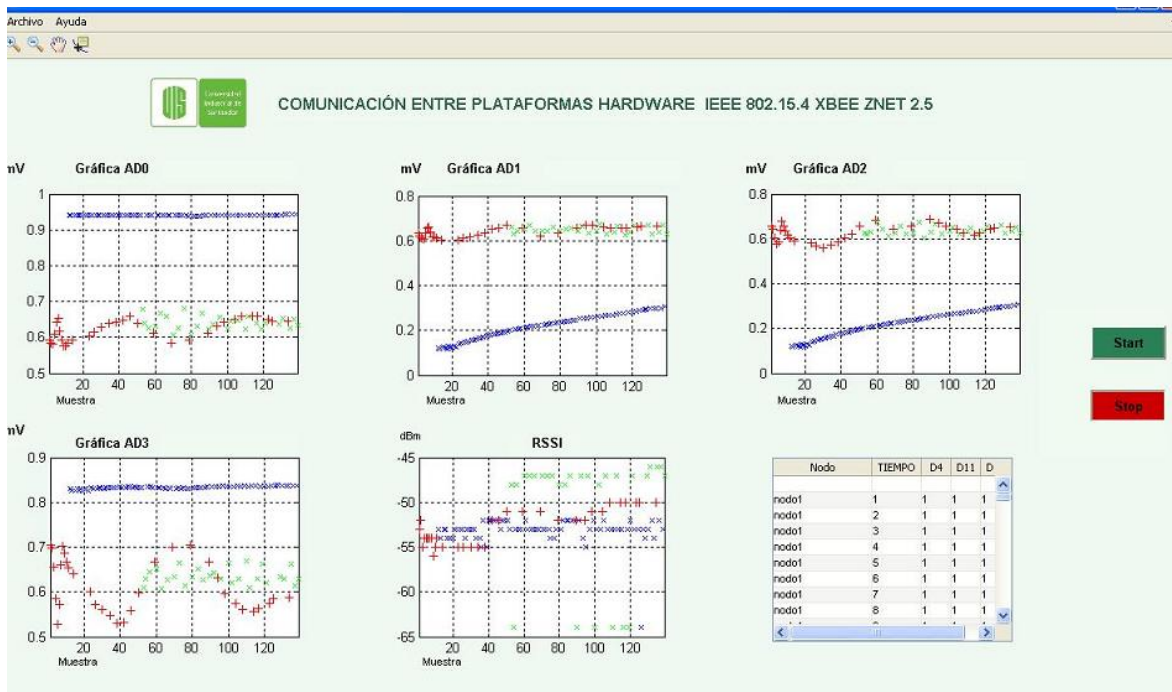 Archivo Ayuda
Universidad
Industrial de
Santander
COMUNICACIÓN ENTRE PLATAFORMAS HARDWARE IEEE 802.15.4 XBEE ZNET 2.5
mV Gráfica AD0
1
0.9
0.8
0.7
0.6
0.5
20 40 60 80 100 120
Muestra
mV Gráfica AD1
0.8
0.6
0.4
0.2
0
20 40 60 80 100 120
Muestra
mV Gráfica AD2
0.8
0.6
0.4
0.2
0
20 40 60 80 100 120
Muestra
Start
Stop
mV Gráfica AD3
0.9
0.8
0.7
0.6
0.5
20 40 60 80 100 120
Muestra
dBm RSSI
-45
-50
-55
-60
-65
20 40 60 80 100 120
Muestra
Nodo TIEMPO D4 D11 D
nodo1 1 1 1 1
nodo1 2 1 1 1
nodo1 3 1 1 1
nodo1 4 1 1 1
nodo1 5 1 1 1
nodo1 6 1 1 1
nodo1 7 1 1 1
nodo1 8 1 1 1